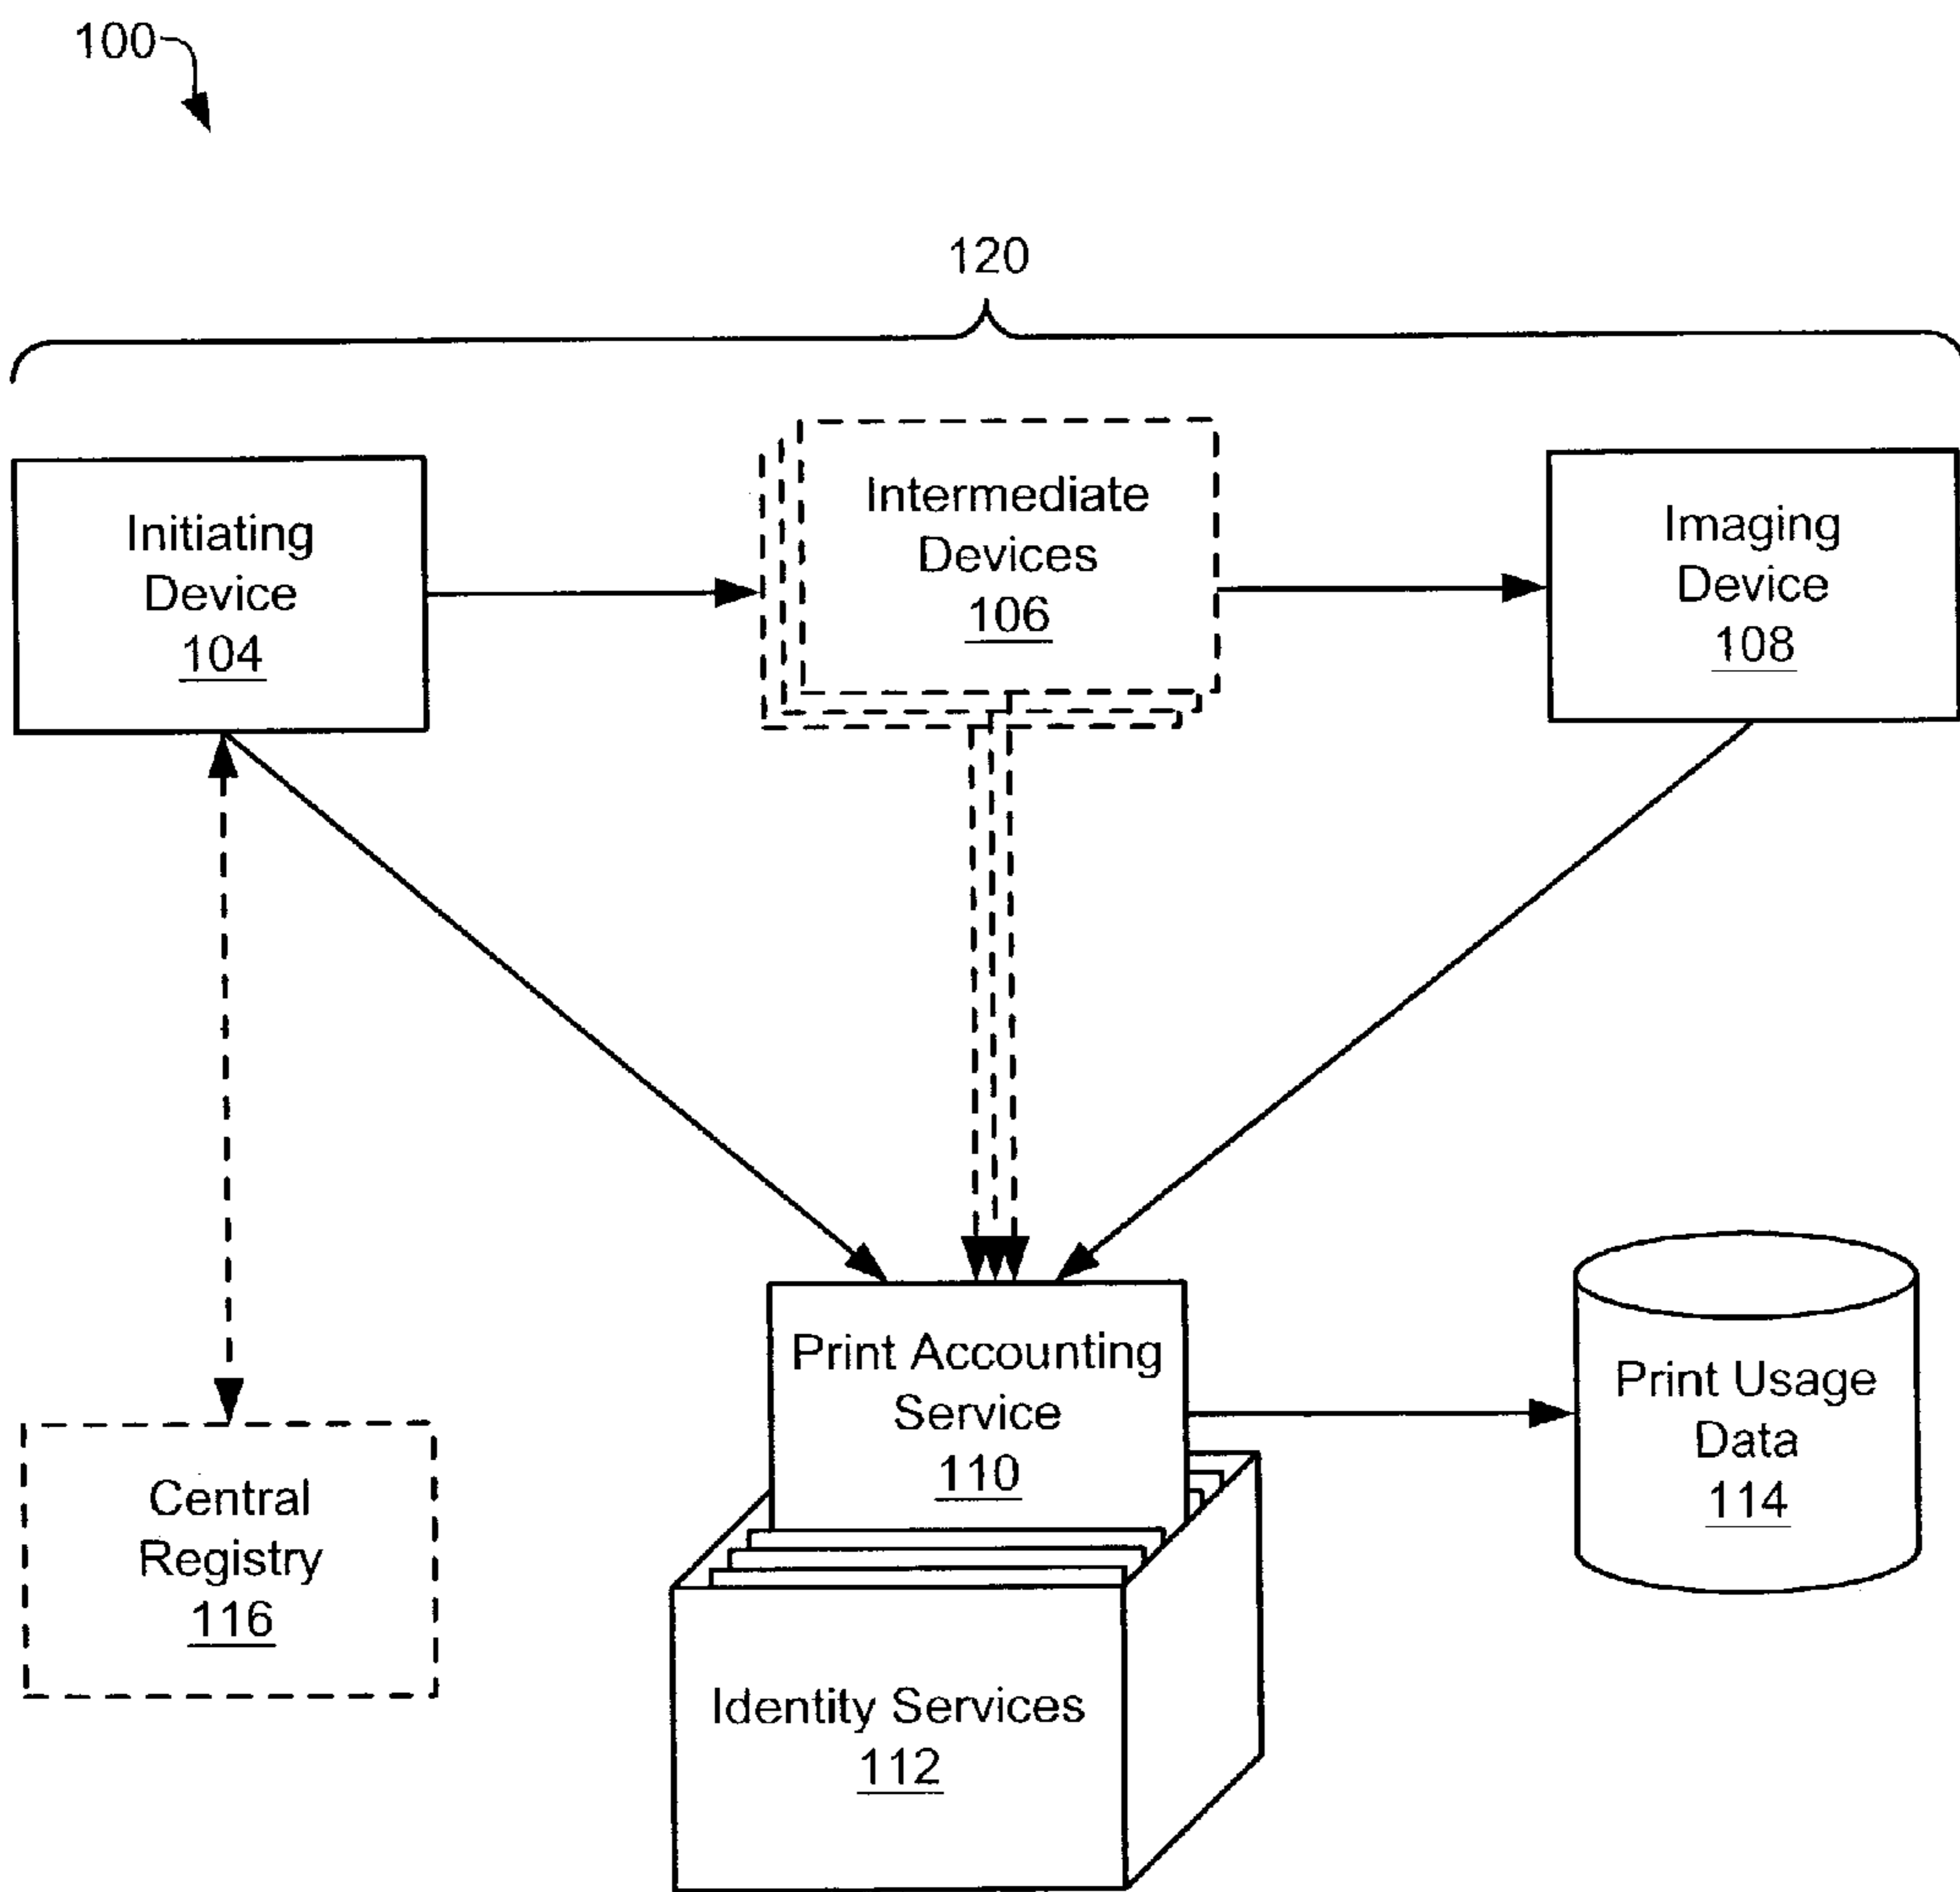 100
120
Initiating
Device
104
Intermediate
Devices
106
Imaging
Device
108
Print Accounting
Service
110
Print Usage
Data
114
Central
Registry
116
Identity Services
112